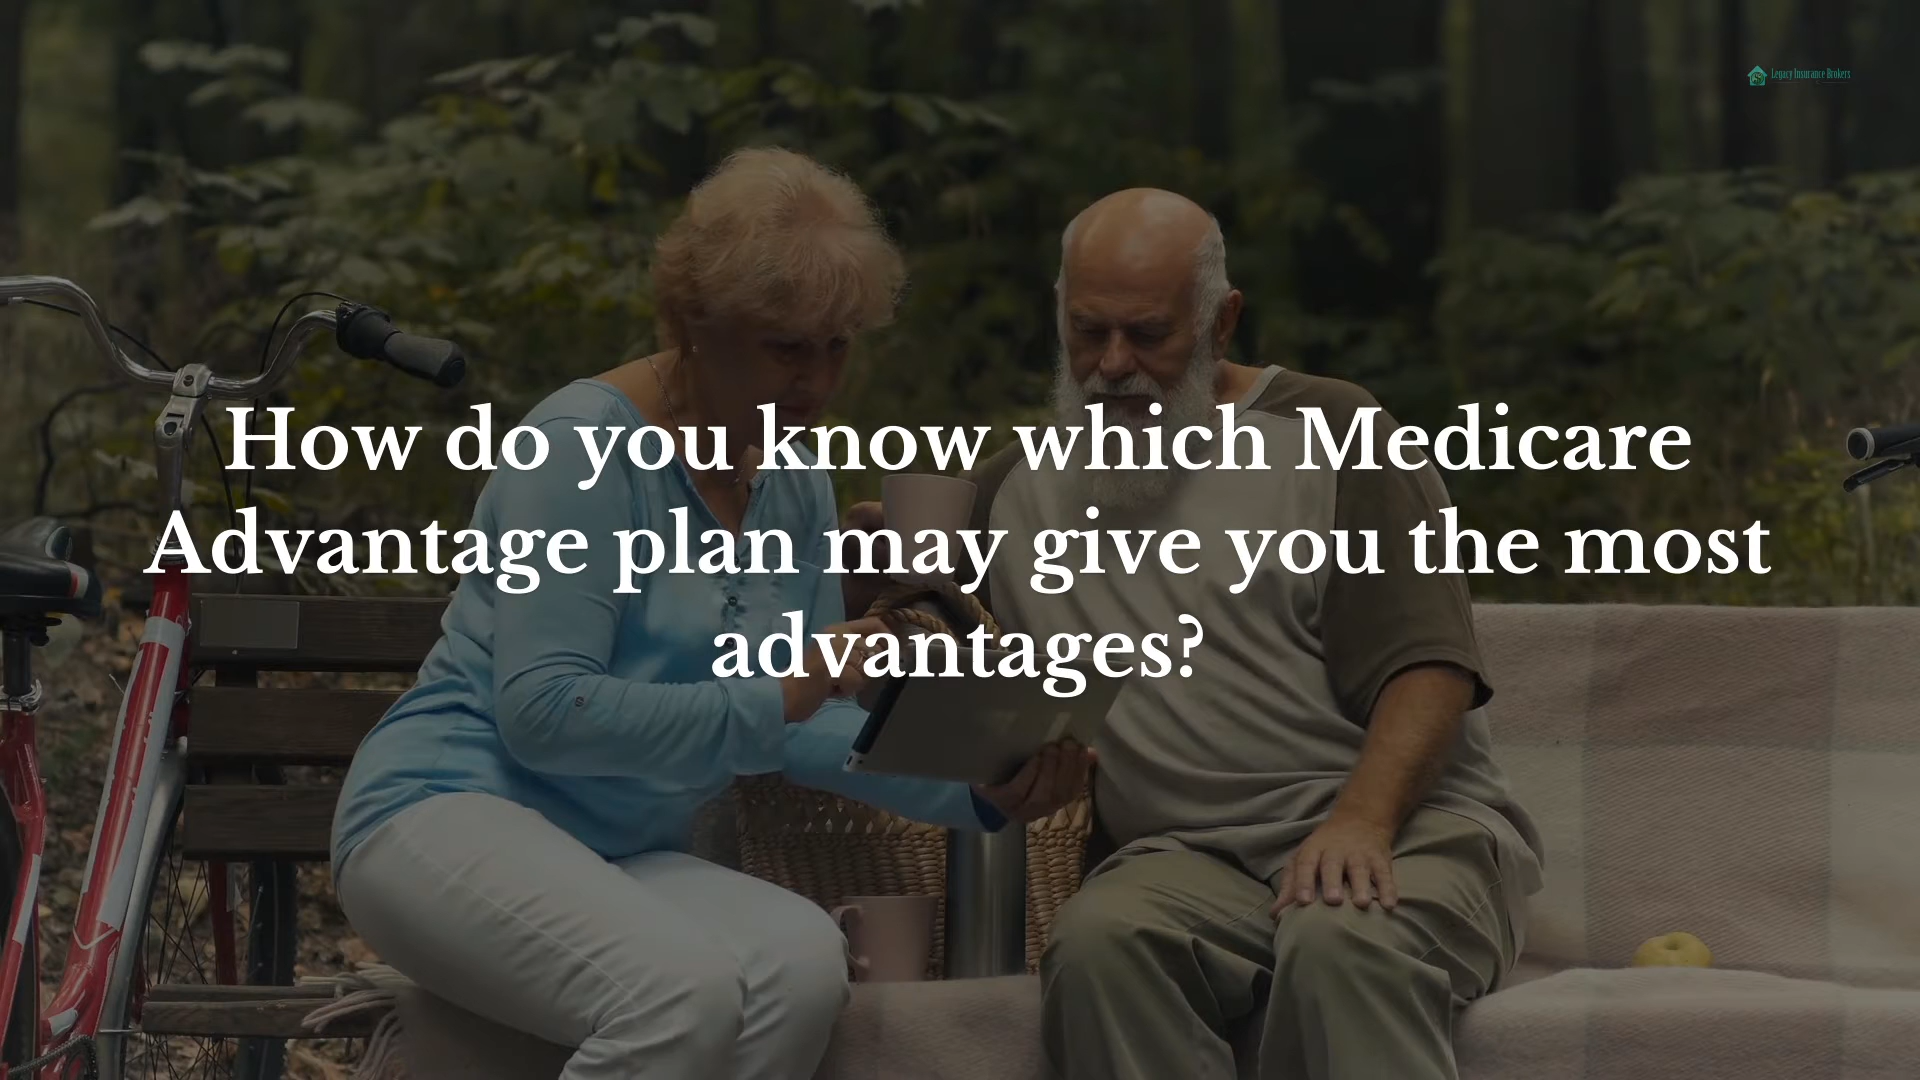 Legacy Insurance Brokers
How do you know which Medicare
Advantage plan may give you the most
advantages?